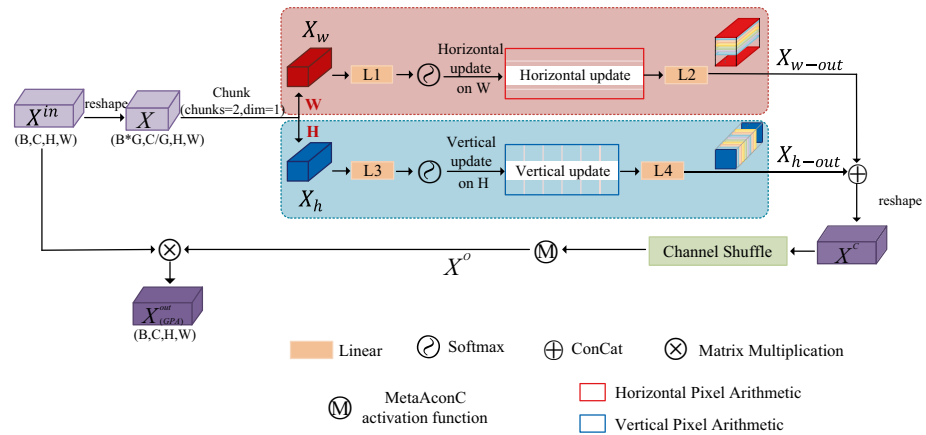 X_w
L1
Horizontal
update
on W
Horizontal update
L2
X_{w-out}
X^{in}
reshape
X
Chunk
(chunks=2,dim=1)
W
(B,C,H,W)
(B*G,C/G,H,W)
H
L3
Vertical
update
on H
Vertical update
L4
X_{h-out}
X_h
reshape
X^C
Channel Shuffle
M
X^O
X^{out}_{(GPA)}
(B,C,H,W)
Linear
Softmax
ConCat
Matrix Multiplication
M
MetaAconC
activation function
Horizontal Pixel Arithmetic
Vertical Pixel Arithmetic